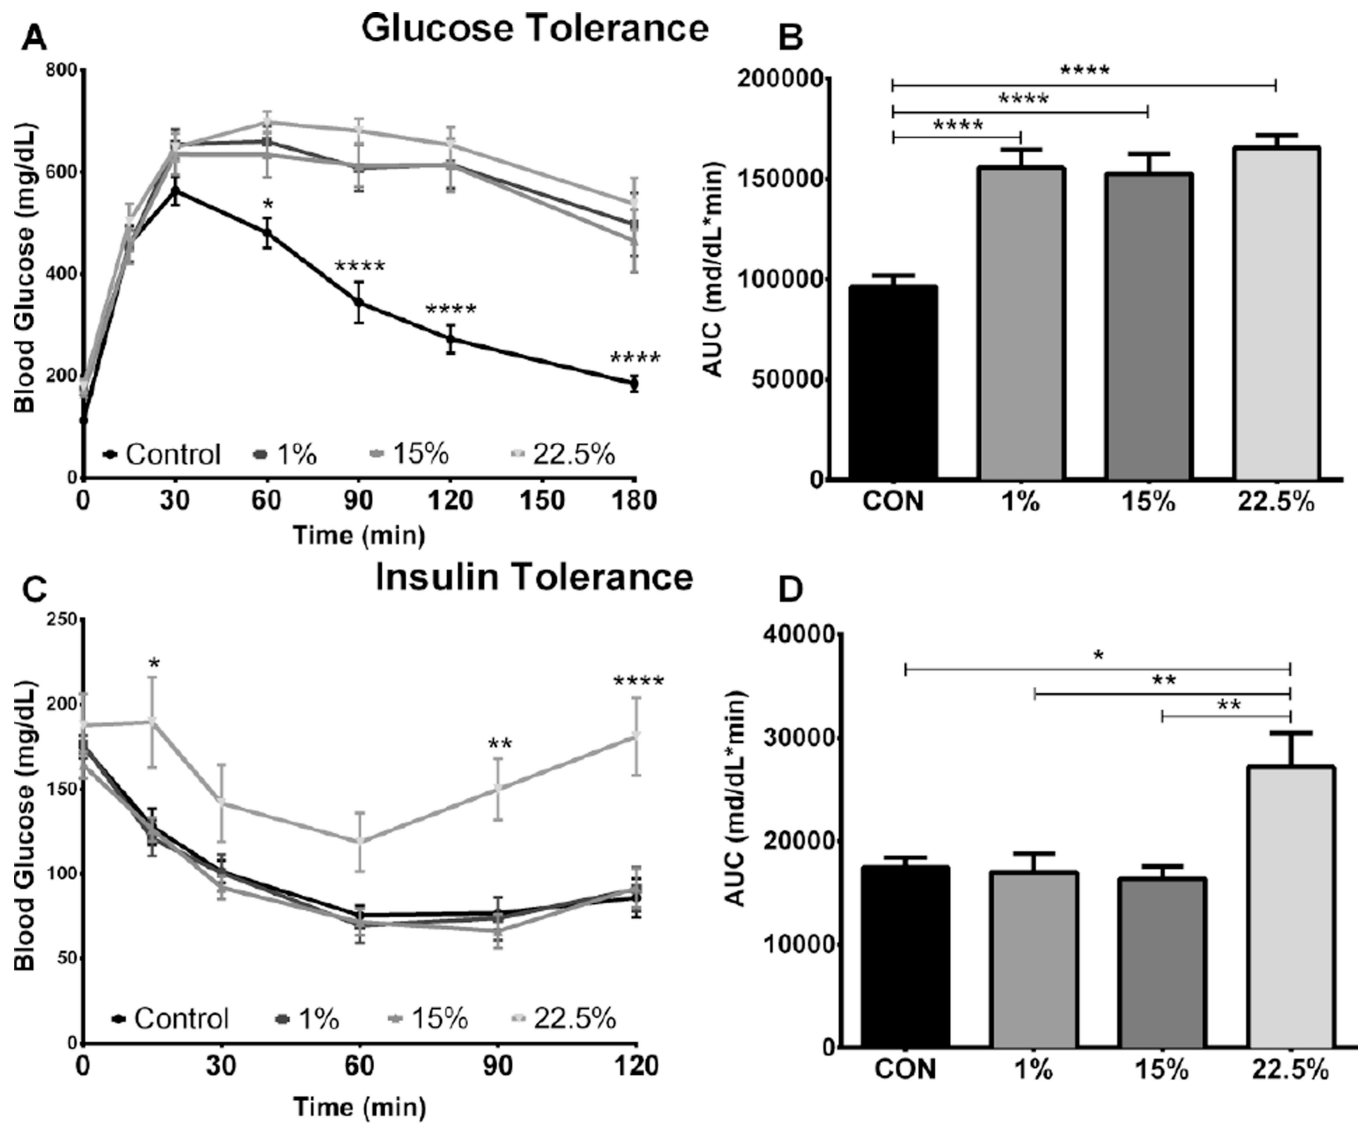 A
Glucose Tolerance
B
800
600
400
200
0
Blood Glucose (mg/dL)
*
****
****
****
Control 1% 15% 22.5%
0 30 60 90 120 150 180
Time (min)
200000
150000
100000
50000
0
AUC (md/dL*min)
****
****
****
CON 1% 15% 22.5%
C
Insulin Tolerance
D
250
200
150
100
50
0
Blood Glucose (mg/dL)
*
**
****
Control 1% 15% 22.5%
0 30 60 90 120
Time (min)
40000
30000
20000
10000
0
AUC (md/dL*min)
*
**
**
CON 1% 15% 22.5%